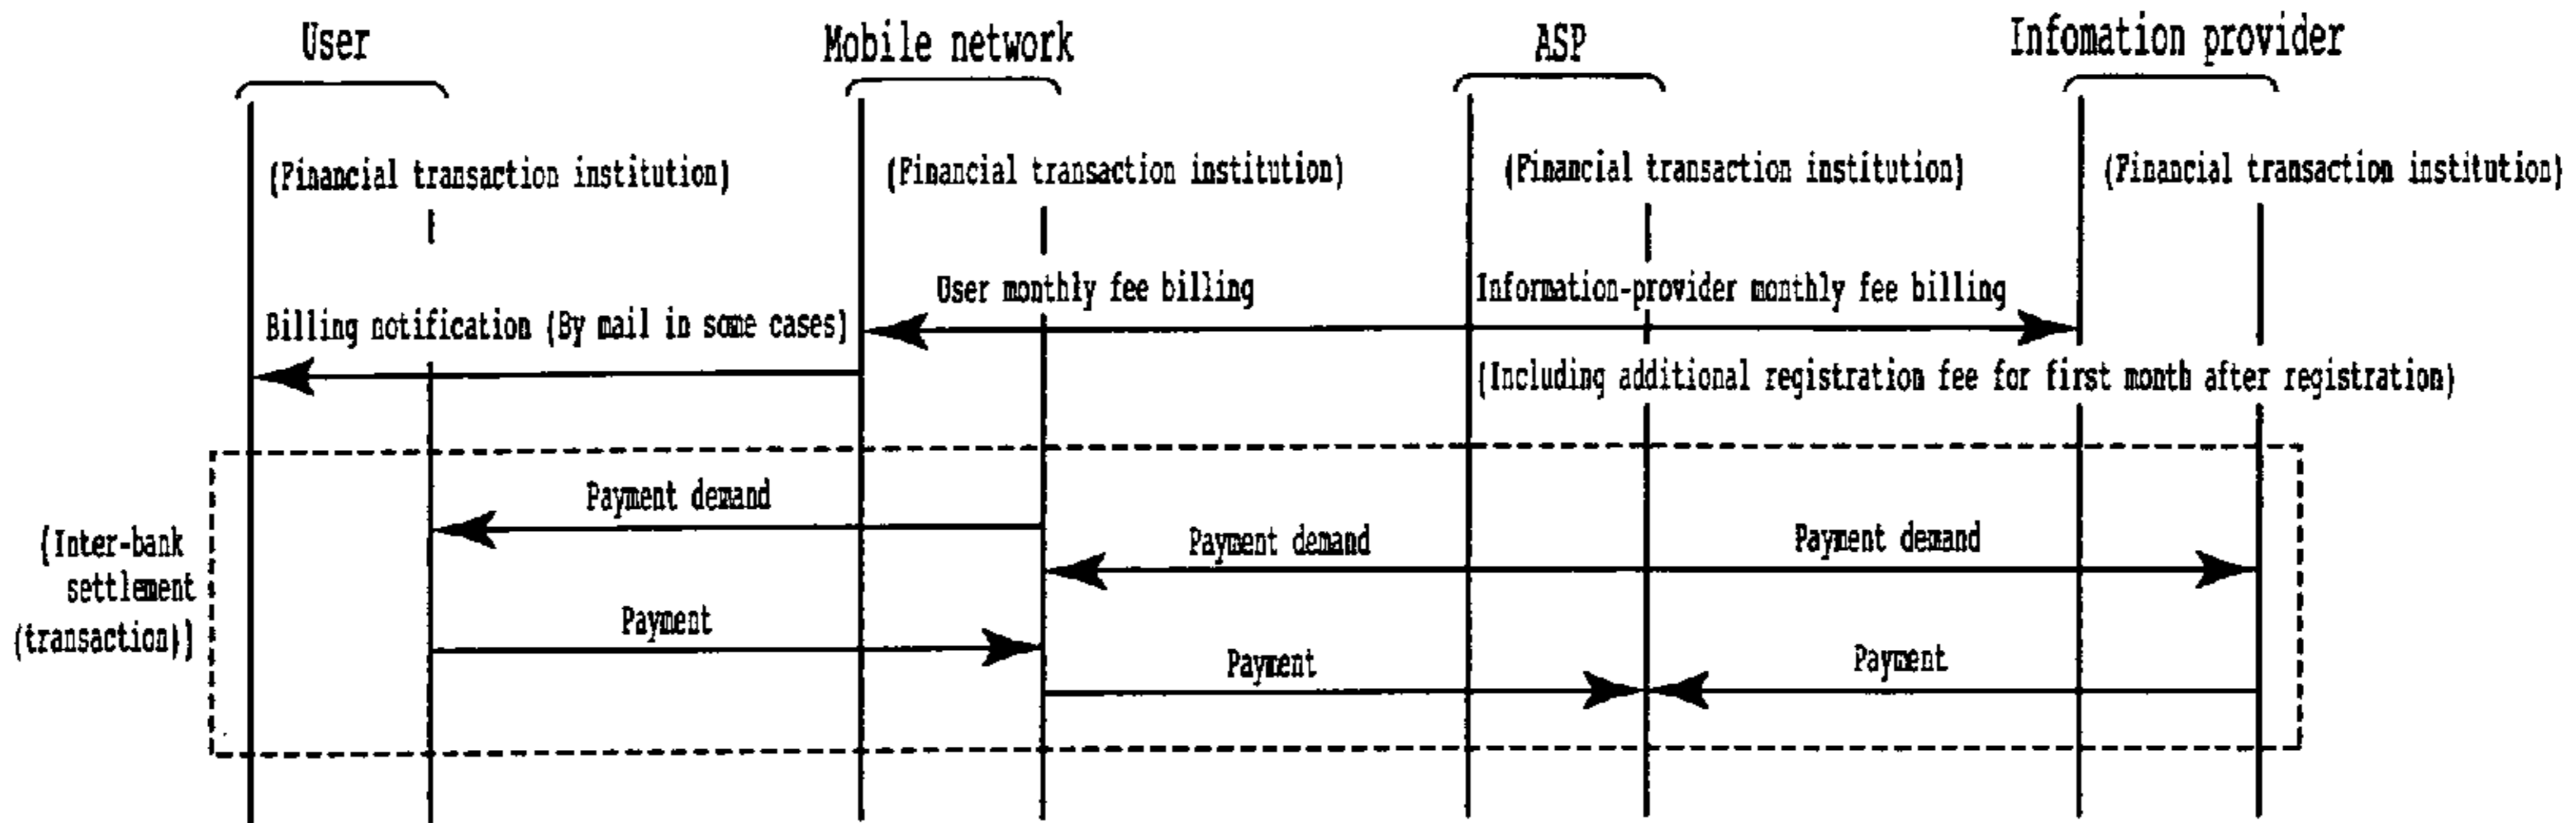 User
Mobile network
ASP
Infomation provider
(Financial transaction institution)
(Financial transaction institution)
(Financial transaction institution)
(Financial transaction institution)
User monthly fee billing
Information-provider monthly fee billing
Billing notification (By mail in some cases)
(Including additional registration fee for first month after registration)
Payment demand
Payment demand
Payment demand
(Inter-bank
settlement
(transaction)]
Payment
Payment
Payment